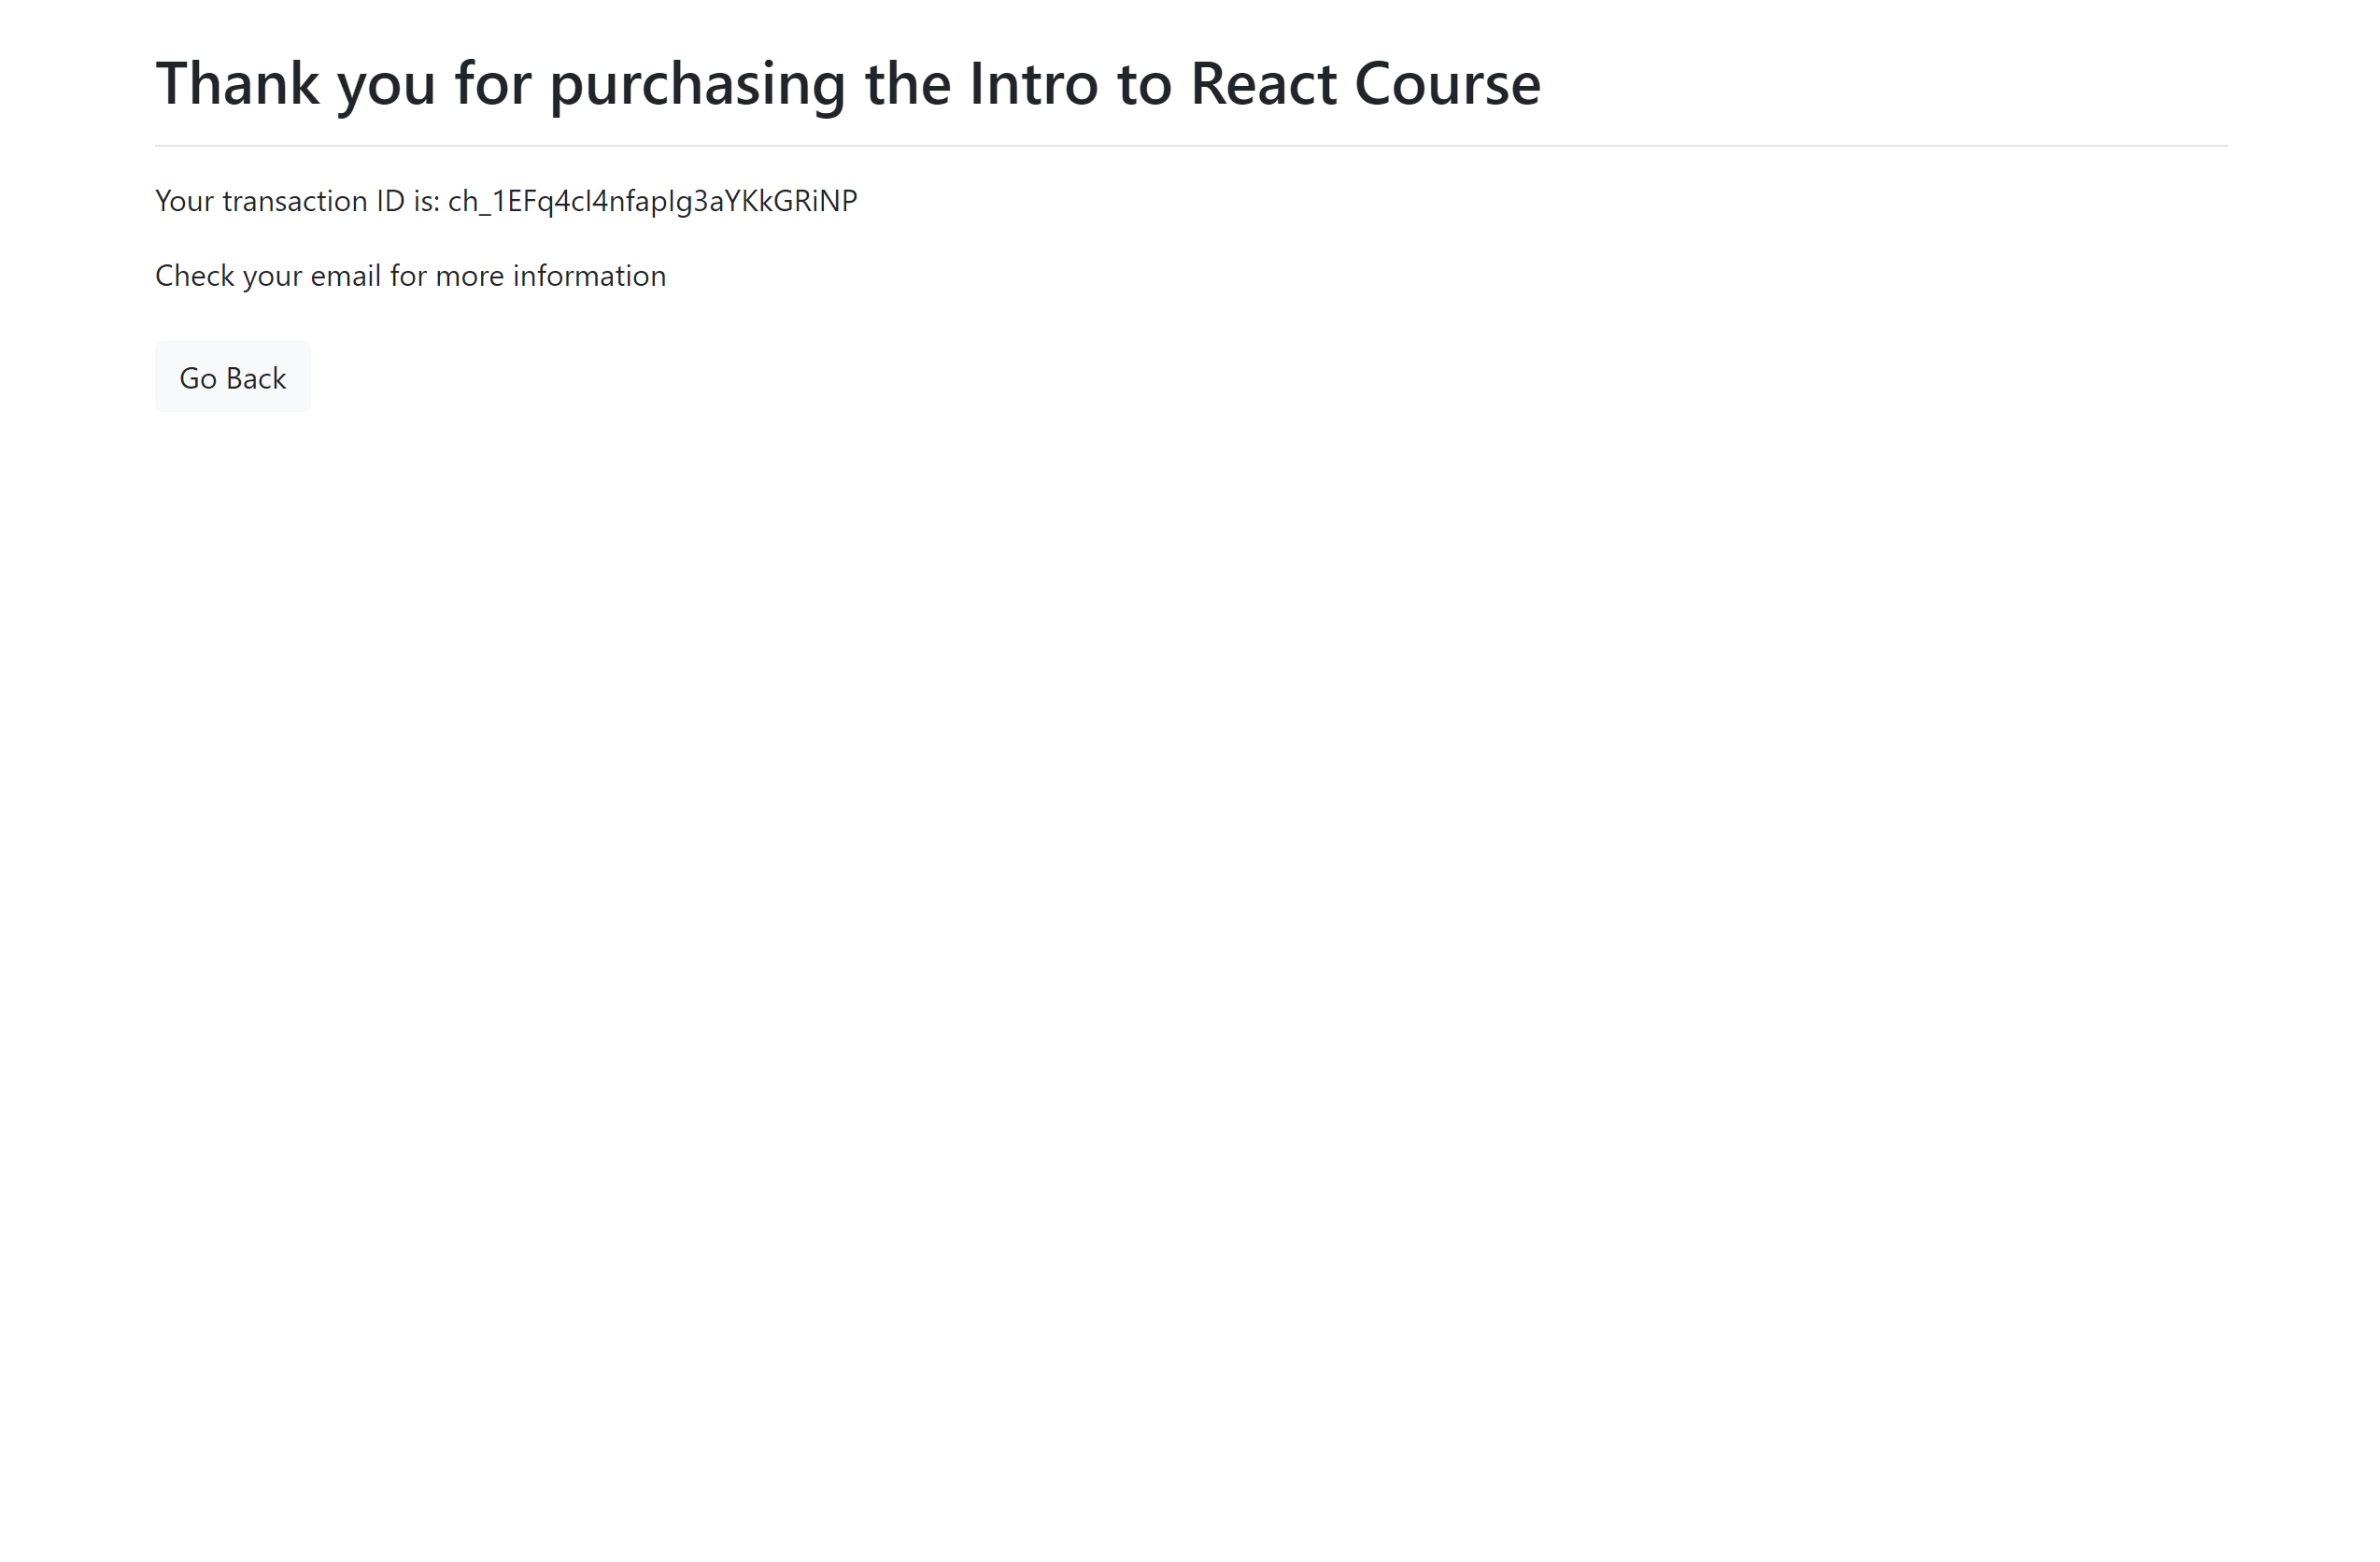 Thank you for purchasing the Intro to React Course
Your transaction ID is: ch_1EFq4cI4nfapIg3aYKkGRiNP
Check your email for more information
Go Back